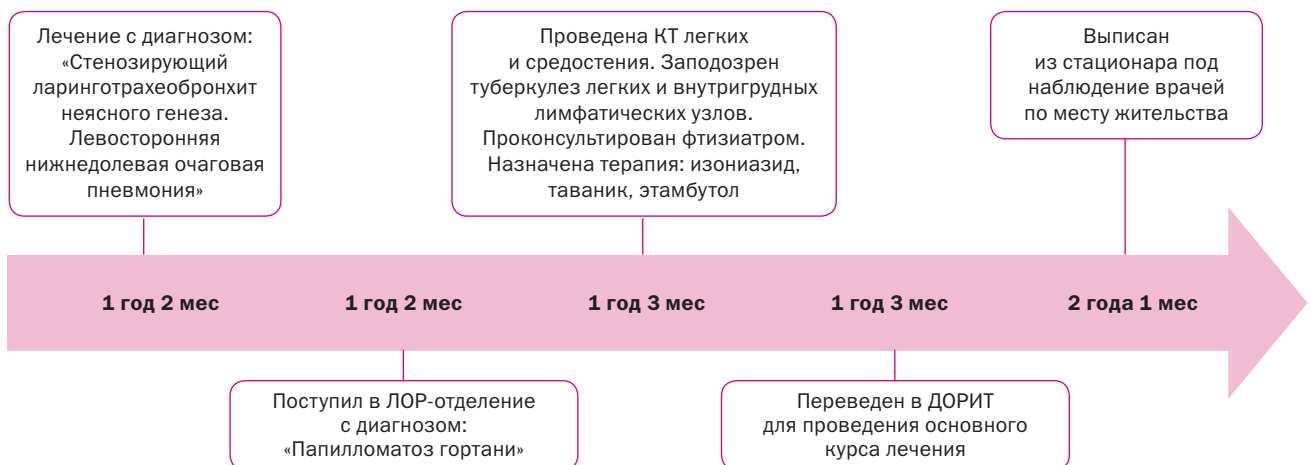 Лечение с диагнозом:
«Стенозирующий
ларинготрахеобронхит
неясного генеза.
Левосторонняя
нижнедолевая очаговая
пневмония»
Проведена КТ легких
и средостения. Заподозрен
туберкулез легких и внутригрудных
лимфатических узлов.
Проконсультирован фтизиатром.
Назначена терапия: изониазид,
таваник, этамбутол
Выписан
из стационара под
наблюдение врачей
по месту жительства
1 год 2 мес
1 год 2 мес
1 год 3 мес
1 год 3 мес
2 года 1 мес
Поступил в ЛОР-отделение
с диагнозом:
«Папилломатоз гортани»
Переведен в ДОРИТ
для проведения основного
курса лечения